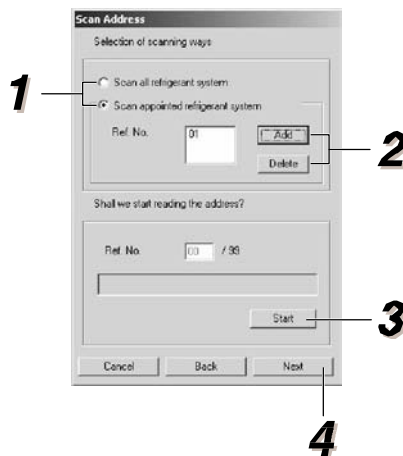 Scan Address
Selection of scanning ways
1
Scan all refrigerant system
Scan appointed refrigerant system
Ref. No. 01 Add
2
Delete
Shall we start reading the address?
Ref. No. 00 / 99
Start
3
Cancel Back Next
4